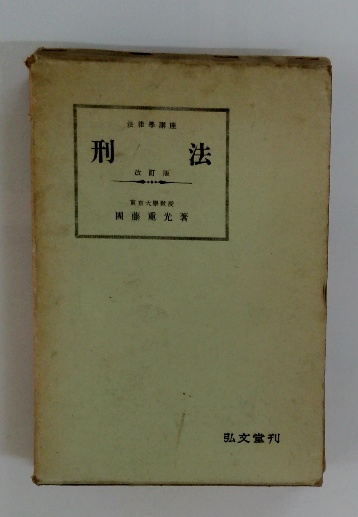 法律學講座
刑法
改訂版
東京大學教授
團藤重光著
弘文堂刊